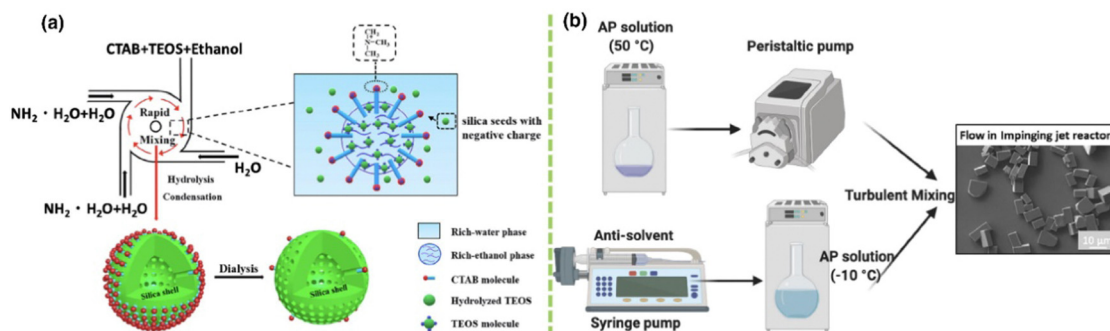 (a)
CTAB+TEOS+Ethanol
NH₂ · H₂O+H₂O
Rapid
Mixing
H₂O
Hydrolysis
Condensation
NH₂ · H₂O+H₂O
CH₃
N—CH₃
CH₃
silica seeds with
negative charge
Silica shell
Dialysis
Silica shell
Rich-water phase
Rich-ethanol phase
CTAB molecule
Hydrolyzed TEOS
TEOS molecule
(b)
AP solution
(50 °C)
Peristaltic pump
Flow in Impinging jet reactor
Turbulent Mixing
10 μm
Anti-solvent
Syringe pump
AP solution
(-10 °C)